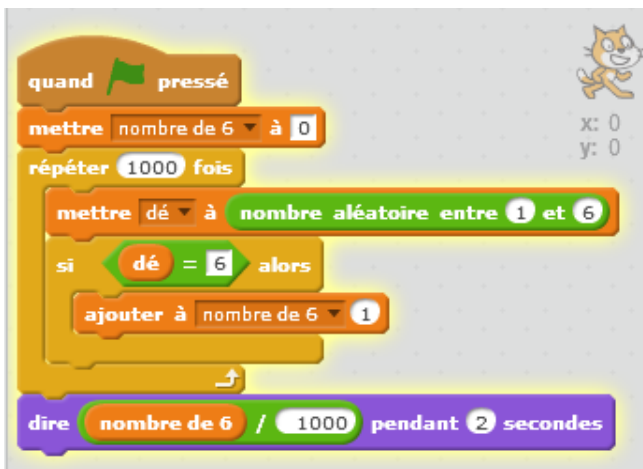 quand pressé
x: 0
y: 0
mettre nombre de 6 à 0
répéter 1000 fois
mettre dé à nombre aléatoire entre 1 et 6
si dé = 6 alors
ajouter à nombre de 6 1
dire nombre de 6 / 1000 pendant 2 secondes